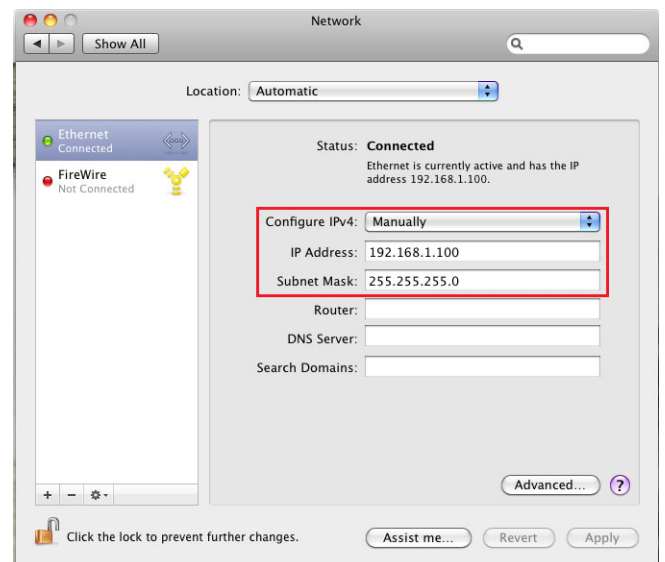 Network
Show All
Location: Automatic
Ethernet
Connected
FireWire
Not Connected
Status: Connected
Ethernet is currently active and has the IP
address 192.168.1.100.
Configure IPv4: Manually
IP Address: 192.168.1.100
Subnet Mask: 255.255.255.0
Router:
DNS Server:
Search Domains:
Advanced... ?
+ −
Click the lock to prevent further changes.
Assist me... Revert Apply